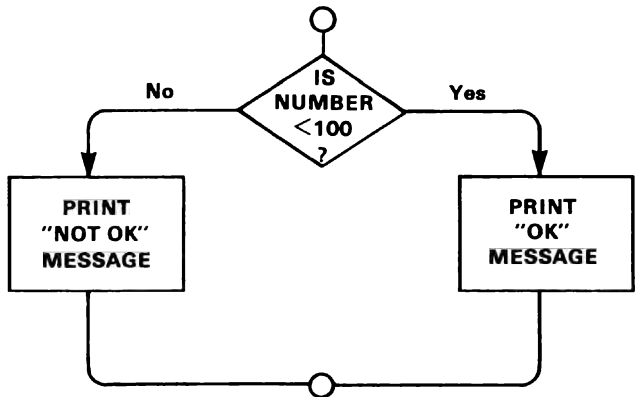 IS
NUMBER
<100
?
No
Yes
PRINT
"NOT OK"
MESSAGE
PRINT
"OK"
MESSAGE